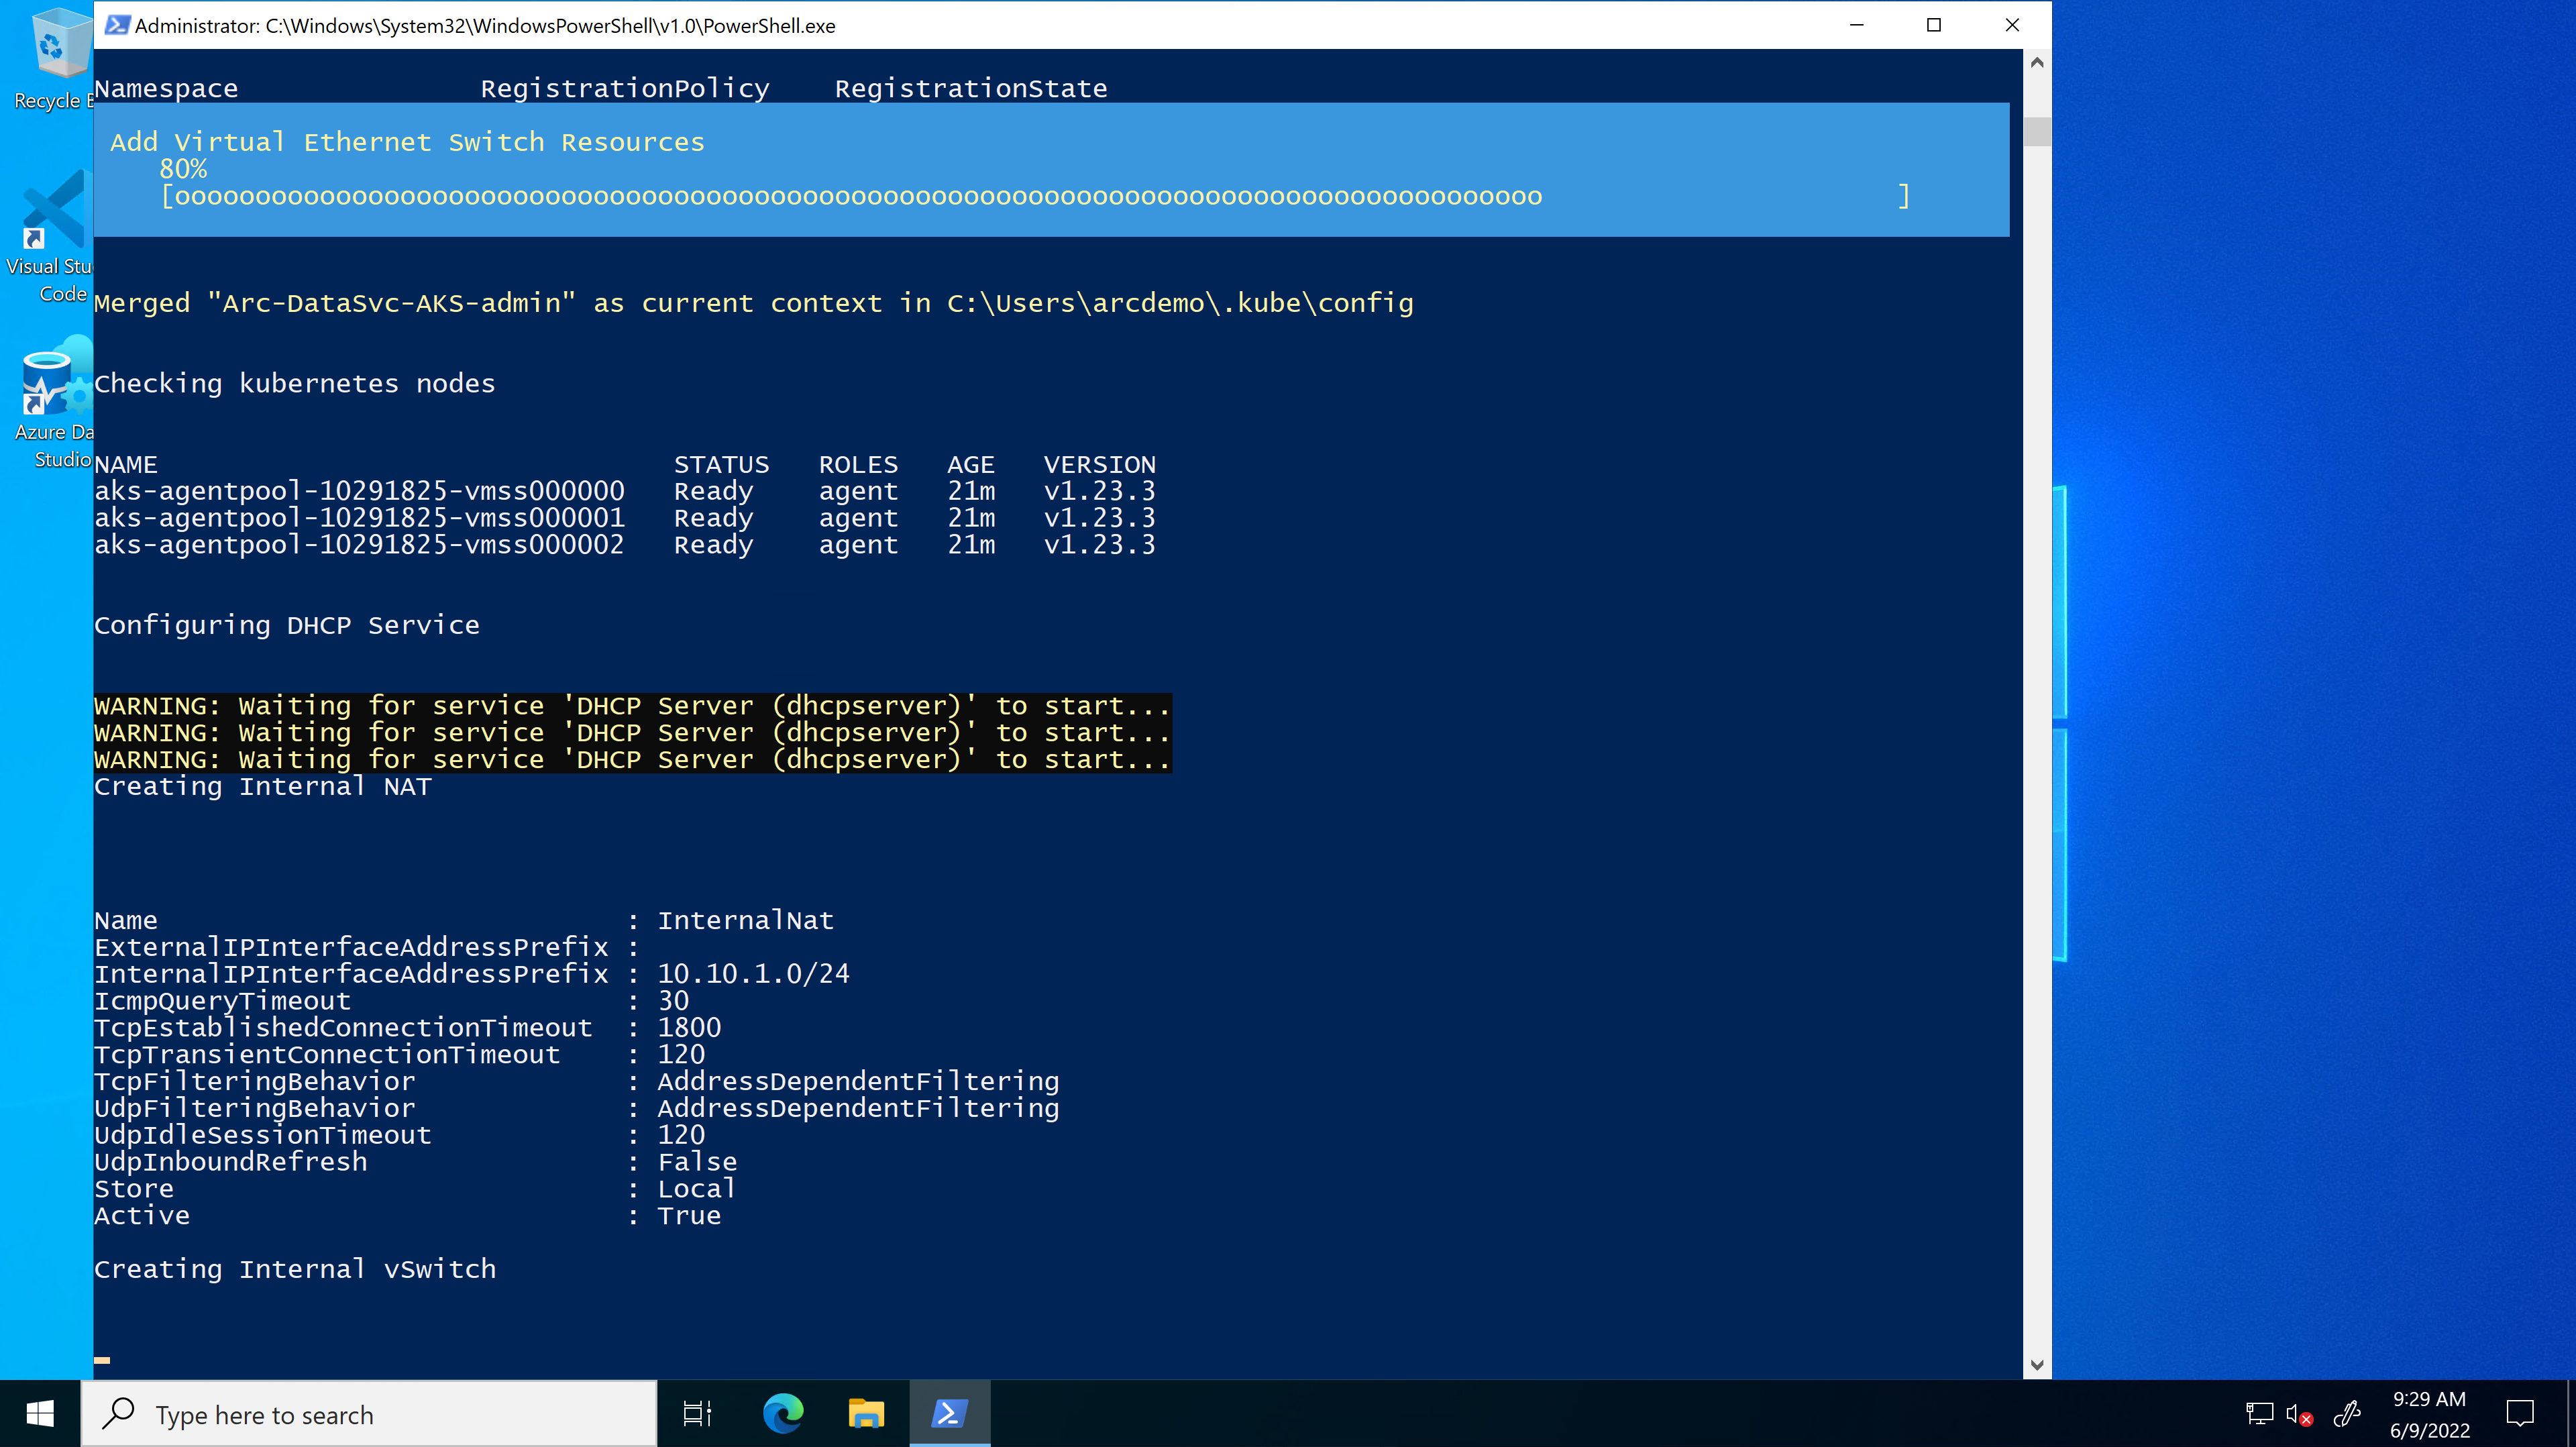 Administrator: C:\Windows\System32\WindowsPowerShell\v1.0\PowerShell.exe
Recycle B
Visual Stu
Code
Azure Da
Studio
Namespace RegistrationPolicy RegistrationState
Add Virtual Ethernet Switch Resources
80%
[ooooooooooooooooooooooooooooooooooooooooooooooooooooooooooooooooooooooooooooooooooooo ]
Merged "Arc-DataSvc-AKS-admin" as current context in C:\Users\arcdemo\.kube\config
Checking kubernetes nodes
NAME STATUS ROLES AGE VERSION
aks-agentpool-10291825-vmss000000 Ready agent 21m v1.23.3
aks-agentpool-10291825-vmss000001 Ready agent 21m v1.23.3
aks-agentpool-10291825-vmss000002 Ready agent 21m v1.23.3
Configuring DHCP Service
WARNING: Waiting for service 'DHCP Server (dhcpserver)' to start...
WARNING: Waiting for service 'DHCP Server (dhcpserver)' to start...
WARNING: Waiting for service 'DHCP Server (dhcpserver)' to start...
Creating Internal NAT
Name : InternalNat
ExternalIPInterfaceAddressPrefix :
InternalIPInterfaceAddressPrefix : 10.10.1.0/24
IcmpQueryTimeout : 30
TcpEstablishedConnectionTimeout : 1800
TcpTransientConnectionTimeout : 120
TcpFilteringBehavior : AddressDependentFiltering
UdpFilteringBehavior : AddressDependentFiltering
UdpIdleSessionTimeout : 120
UdpInboundRefresh : False
Store : Local
Active : True
Creating Internal vSwitch
Type here to search
9:29 AM
6/9/2022